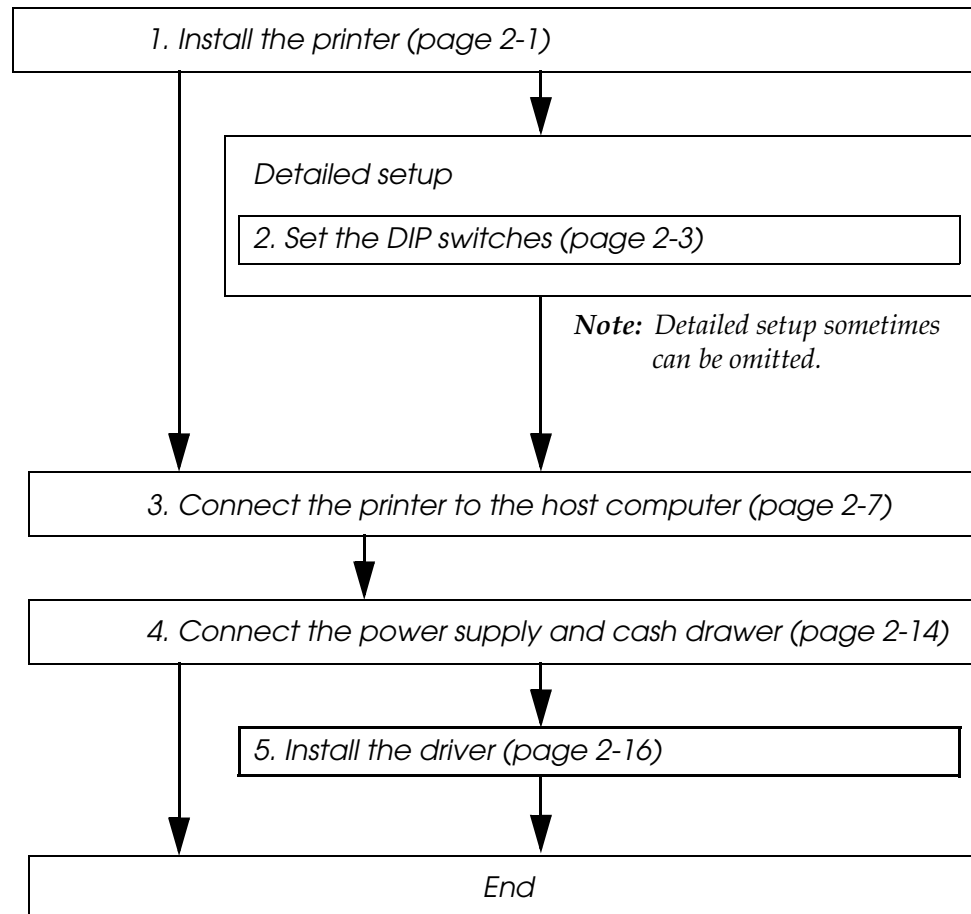 1. Install the printer (page 2-1)
Detailed setup
2. Set the DIP switches (page 2-3)
Note: Detailed setup sometimes
can be omitted.
3. Connect the printer to the host computer (page 2-7)
4. Connect the power supply and cash drawer (page 2-14)
5. Install the driver (page 2-16)
End